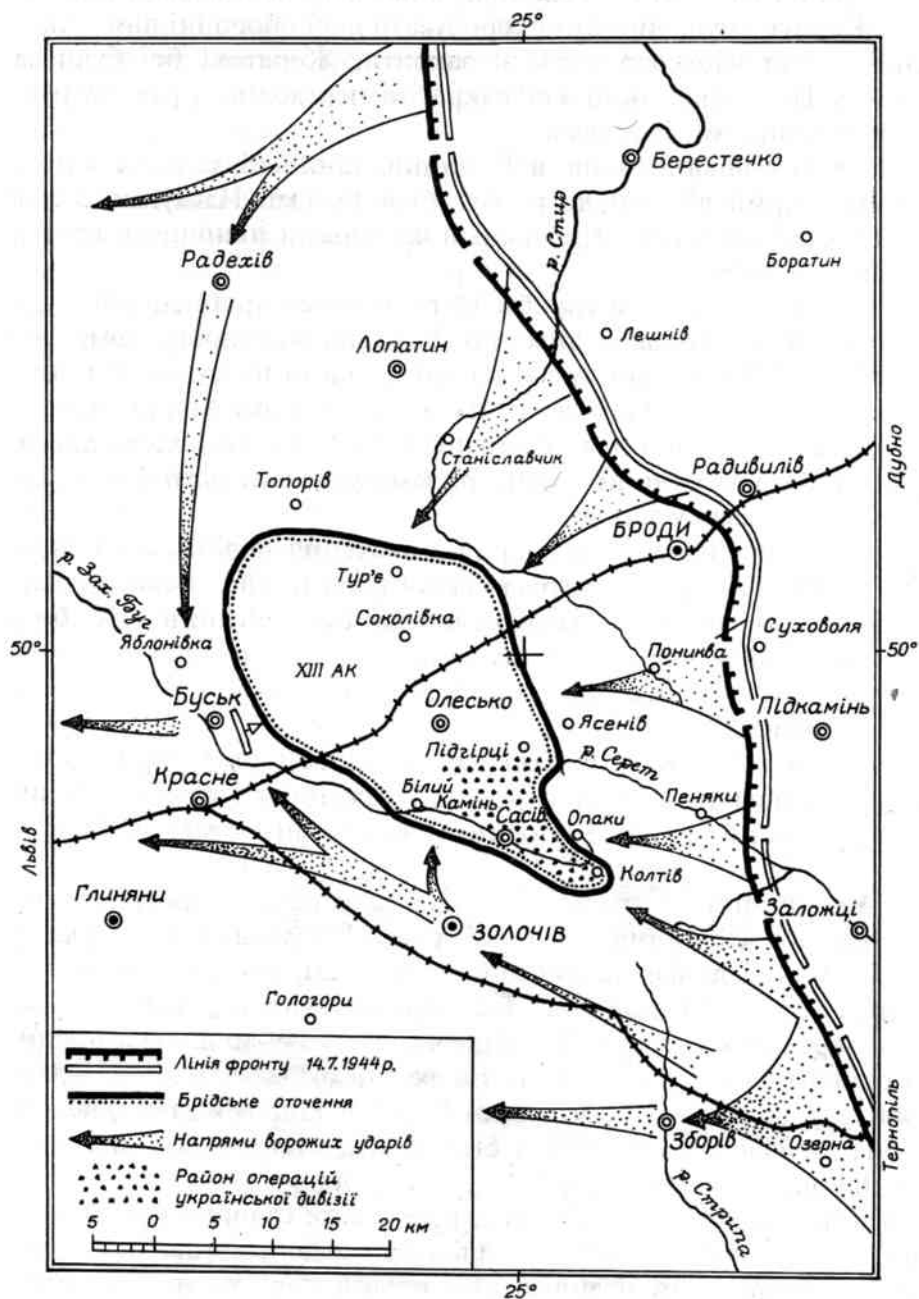 25°
Берестечко
р. Стир
Боратин
Радехів
Лешнів
Лопатин
Станіславчик
Дубно
Радивилів
Топорів
БРОДИ
Тур'є
р. Зах. Буг
Соколівка
Суховоля
50°
50°
Яблонівка
Пониква
XIII АК
Буськ
Олесько
Ясенів
Підкамінь
Підгірці
р. Серет
Красне
Білий
Камінь
Пеняки
Сасів
Опаки
Львів
Колтів
Глиняни
ЗОЛОЧІВ
Заложці
Гологори
Лінія фронту 14.7.1944 р.
Брідське оточення
Напрями ворожих ударів
Зборів
Озерна
Тернопіль
Район операцій
української дивізії
р. Стрипа
5 0 5 10 15 20 км
25°